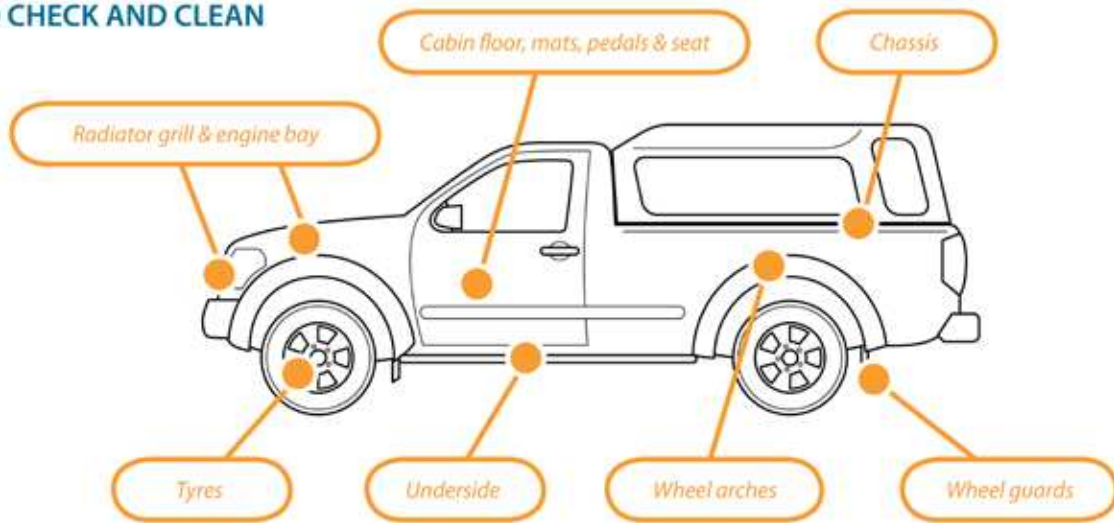 CHECK AND CLEAN
Cabin floor, mats, pedals & seat
Chassis
Radiator grill & engine bay
Tyres
Underside
Wheel arches
Wheel guards